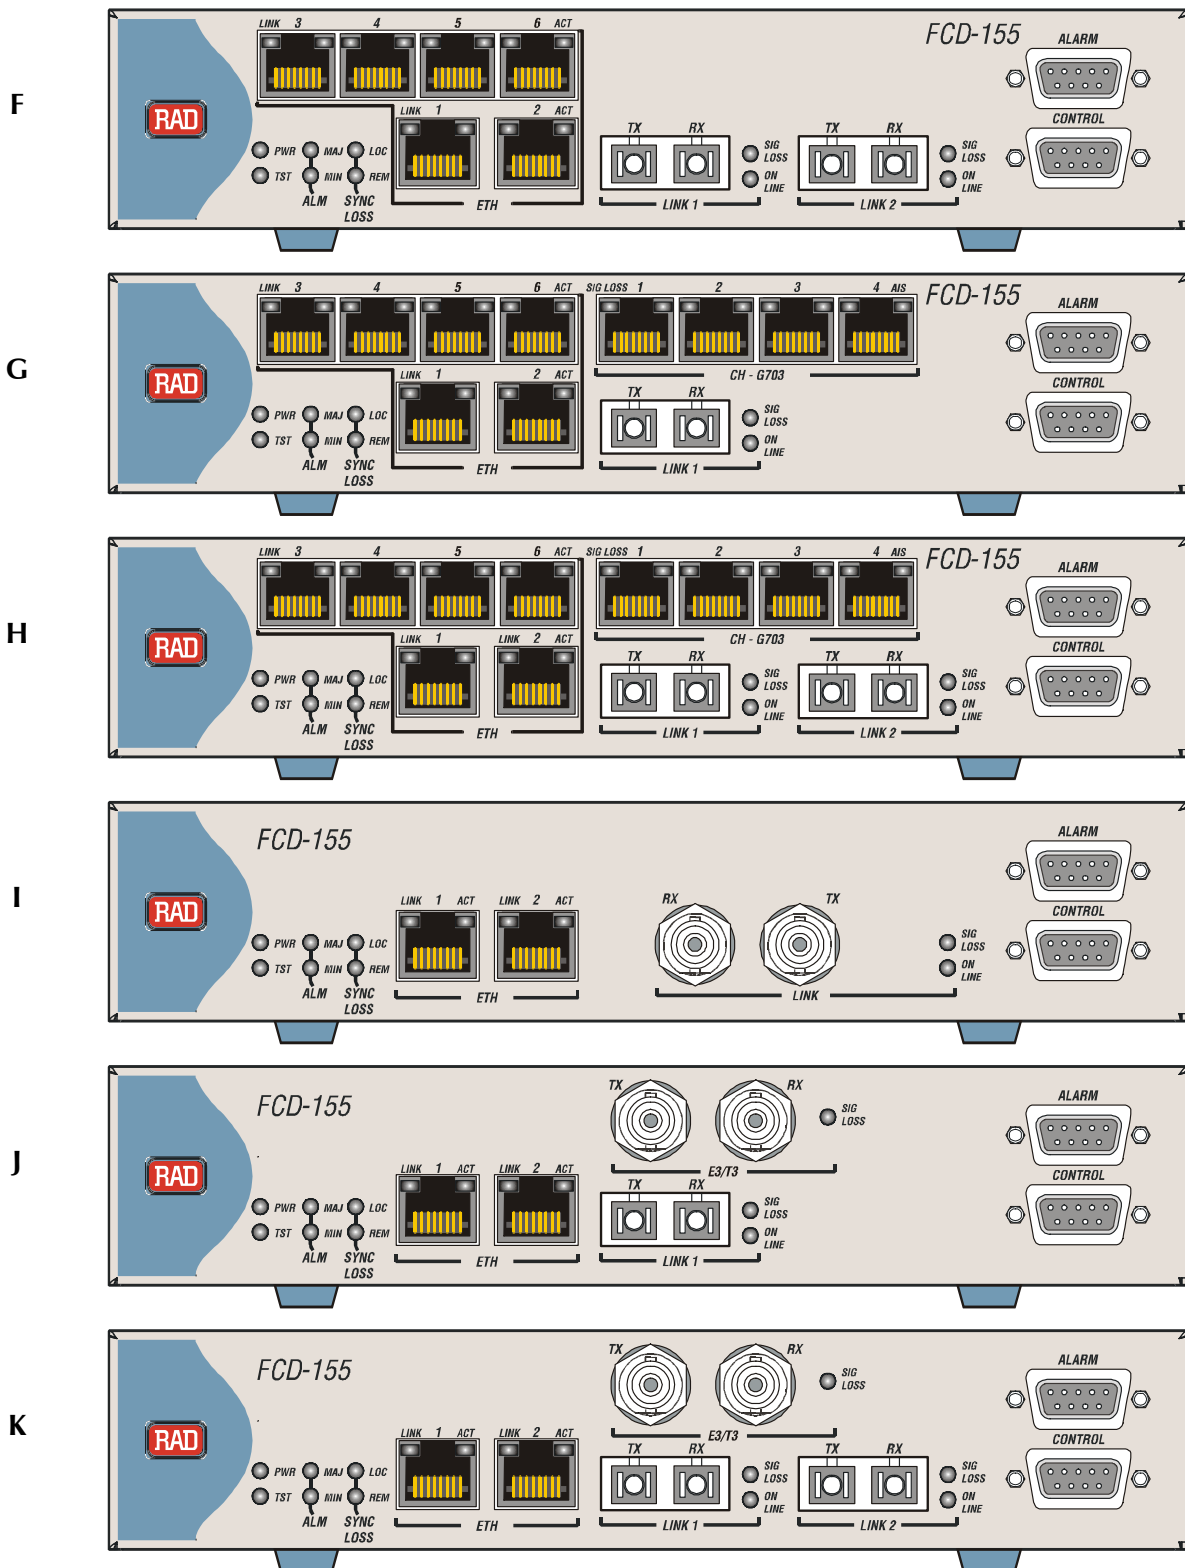 F
LINK 3 4 5 6 ACT
FCD-155
ALARM
RAD
LINK 1 2 ACT
TX RX TX RX
CONTROL
PWR MAJ LOC
SIG LOSS
SIG LOSS
TST MIN REM
ON LINE
ON LINE
ALM SYNC LOSS
ETH
LINK 1
LINK 2
G
LINK 3 4 5 6 ACT
SIG LOSS 1 2 3 4 AIS
FCD-155
ALARM
RAD
CH - G703
LINK 1 2 ACT
TX RX
CONTROL
PWR MAJ LOC
SIG LOSS
TST MIN REM
ON LINE
ALM SYNC LOSS
ETH
LINK 1
H
LINK 3 4 5 6 ACT
SIG LOSS 1 2 3 4 AIS
FCD-155
ALARM
RAD
CH - G703
LINK 1 LINK 2 ACT
TX RX TX RX
CONTROL
PWR MAJ LOC
SIG LOSS
SIG LOSS
TST MIN REM
ON LINE
ON LINE
ALM SYNC LOSS
ETH
LINK 1
LINK 2
I
FCD-155
ALARM
RAD
LINK 1 ACT LINK 2 ACT
RX TX
CONTROL
PWR MAJ LOC
SIG LOSS
TST MIN REM
ON LINE
ALM SYNC LOSS
ETH
LINK
J
FCD-155
TX RX
SIG LOSS
ALARM
RAD
E3/T3
LINK 1 ACT LINK 2 ACT
TX RX
CONTROL
PWR MAJ LOC
SIG LOSS
TST MIN REM
ON LINE
ALM SYNC LOSS
ETH
LINK 1
K
FCD-155
TX RX
SIG LOSS
ALARM
RAD
E3/T3
LINK 1 ACT LINK 2 ACT
TX RX TX RX
CONTROL
PWR MAJ LOC
SIG LOSS
SIG LOSS
TST MIN REM
ON LINE
ON LINE
ALM SYNC LOSS
ETH
LINK 1
LINK 2